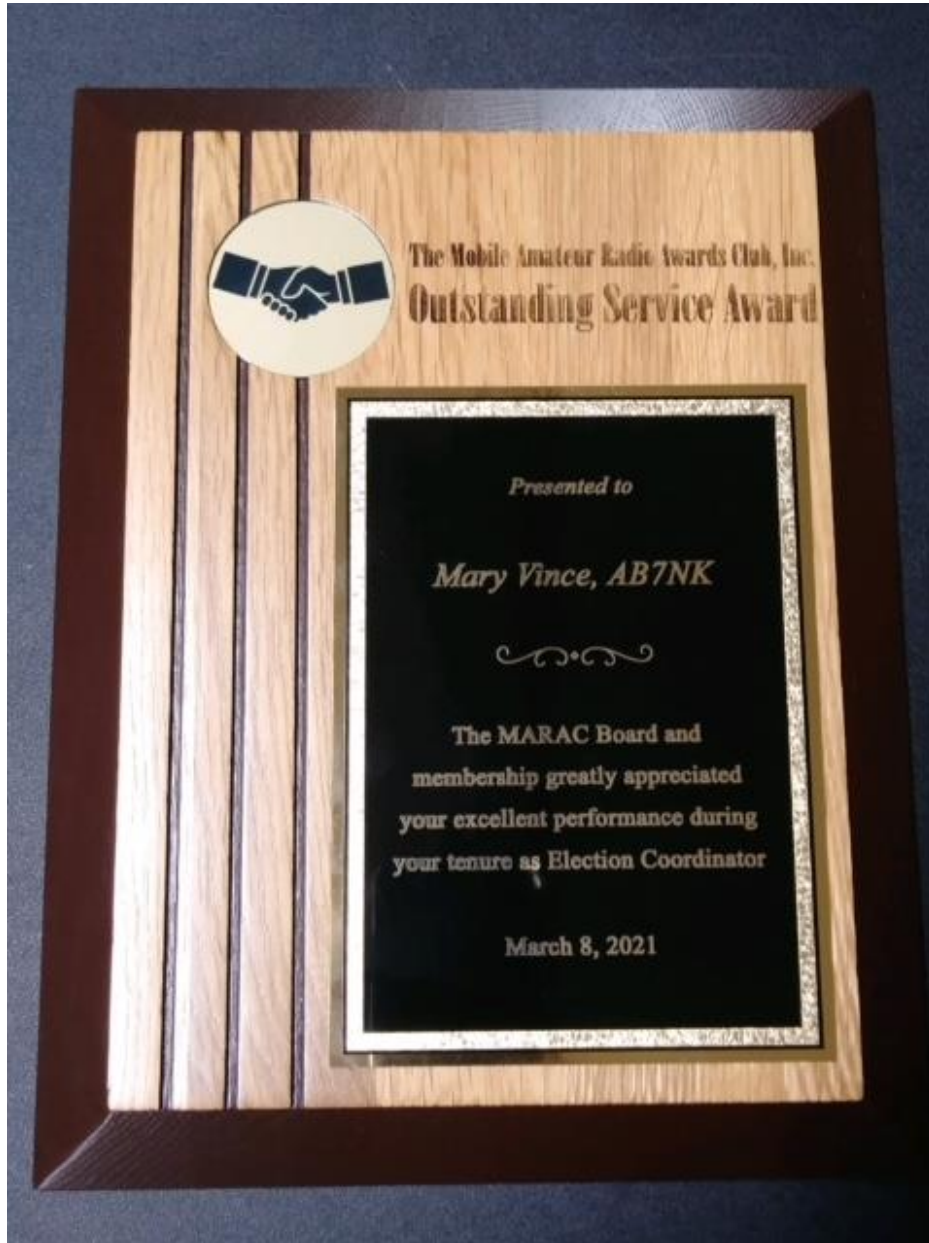 The Mobile Amateur Radio Awards Club, Inc.
Outstanding Service Award
Presented to
Mary Vince, AB7NK
The MARAC Board and
membership greatly appreciated
your excellent performance during
your tenure as Election Coordinator
March 8, 2021